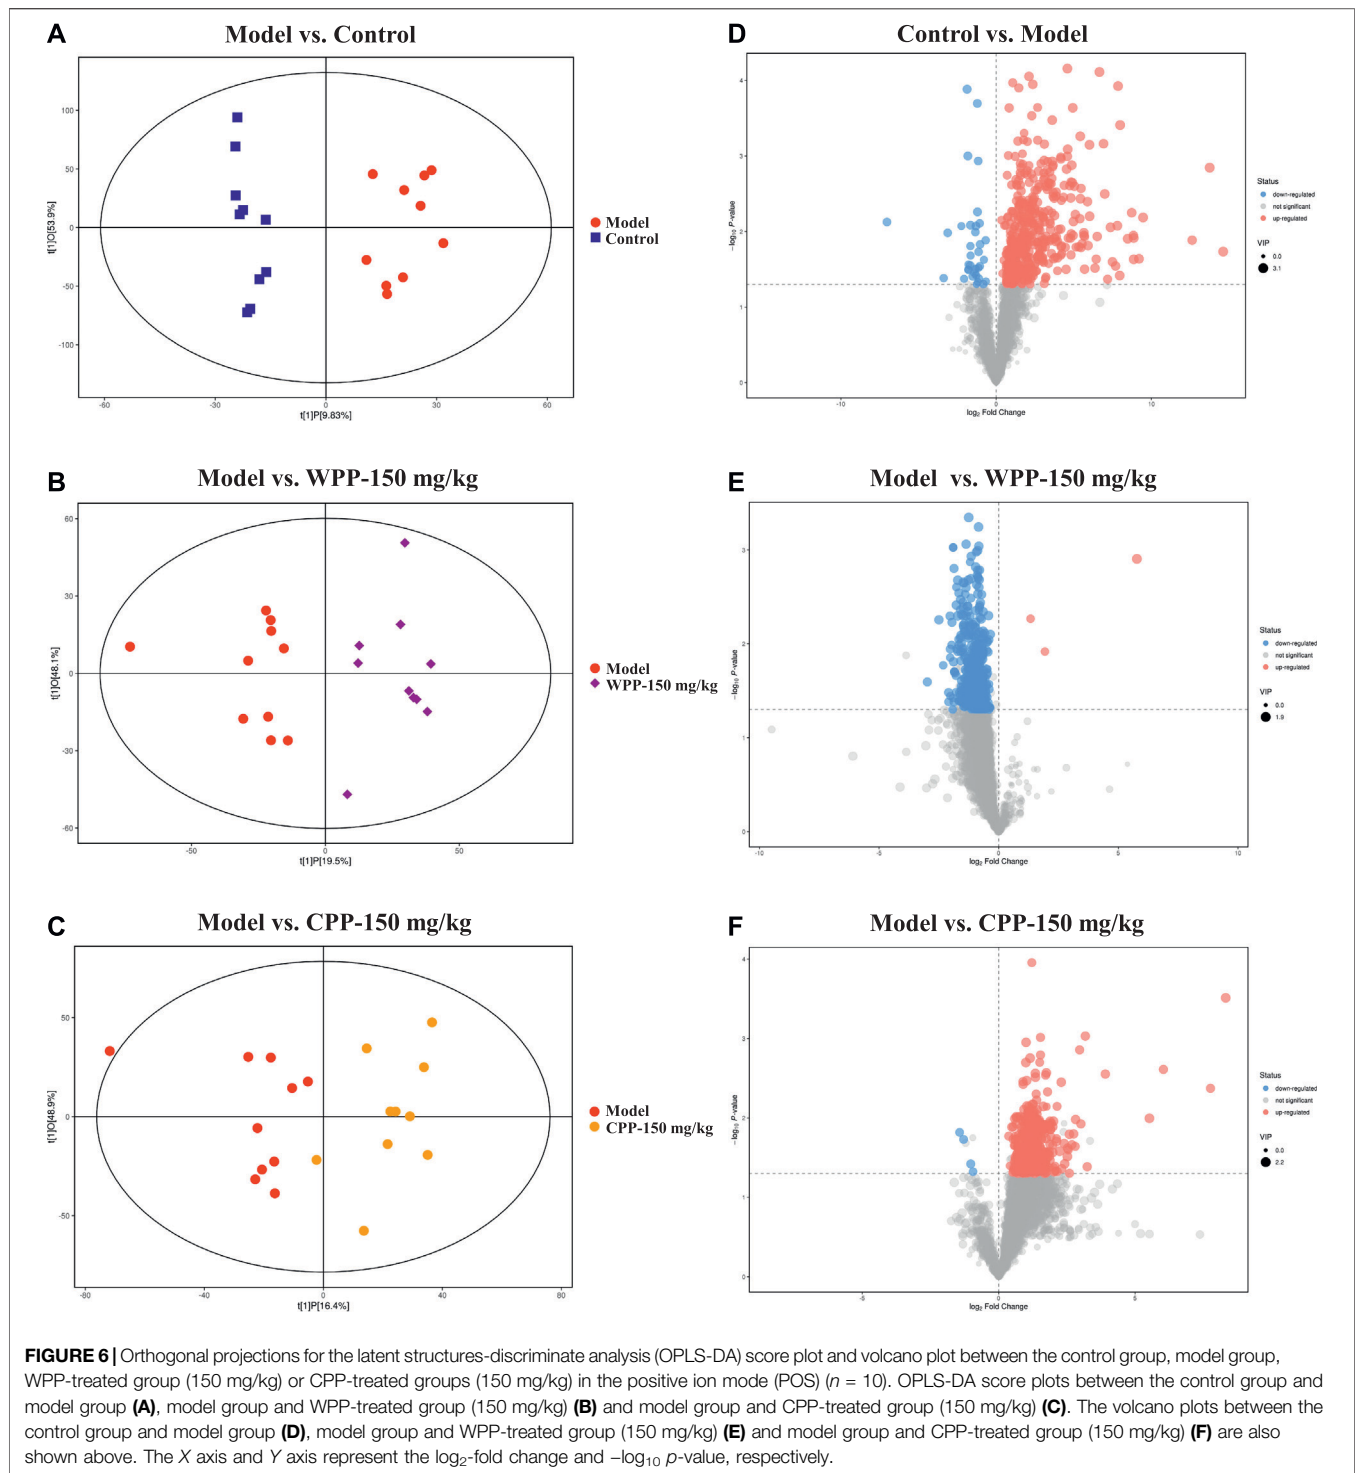 A
Model vs. Control
100
50
0
-50
-100
t[1]O[53.9%]
-60
-30
0
30
60
t[1]P[9.83%]
Model
Control
D
Control vs. Model
4
3
2
1
0
-log10 P-value
-10
0
10
log2 Fold Change
Status
down-regulated
not significant
up-regulated
VIP
0.0
3.1
B
Model vs. WPP-150 mg/kg
60
30
0
-30
-60
t[1]O[48.1%]
-50
0
50
t[1]P[19.5%]
Model
WPP-150 mg/kg
E
Model vs. WPP-150 mg/kg
3
2
1
0
-log10 P-value
-10
-5
0
5
10
log2 Fold Change
Status
down-regulated
not significant
up-regulated
VIP
0.0
1.9
C
Model vs. CPP-150 mg/kg
50
0
-50
t[1]O[48.9%]
-80
-40
0
40
80
t[1]P[16.4%]
Model
CPP-150 mg/kg
F
Model vs. CPP-150 mg/kg
4
3
2
1
0
-log10 P-value
-5
0
5
log2 Fold Change
Status
down-regulated
not significant
up-regulated
VIP
0.0
2.2
FIGURE 6 | Orthogonal projections for the latent structures-discriminate analysis (OPLS-DA) score plot and volcano plot between the control group, model group,
WPP-treated group (150 mg/kg) or CPP-treated groups (150 mg/kg) in the positive ion mode (POS) (n = 10). OPLS-DA score plots between the control group and
model group (A), model group and WPP-treated group (150 mg/kg) (B) and model group and CPP-treated group (150 mg/kg) (C). The volcano plots between the
control group and model group (D), model group and WPP-treated group (150 mg/kg) (E) and model group and CPP-treated group (150 mg/kg) (F) are also
shown above. The X axis and Y axis represent the log2-fold change and −log10 p-value, respectively.